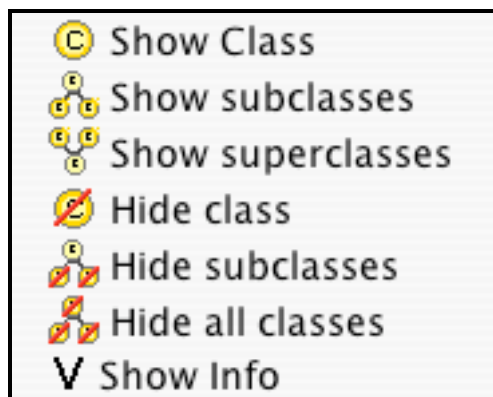 Show Class
Show subclasses
Show superclasses
Hide class
Hide subclasses
Hide all classes
V Show Info